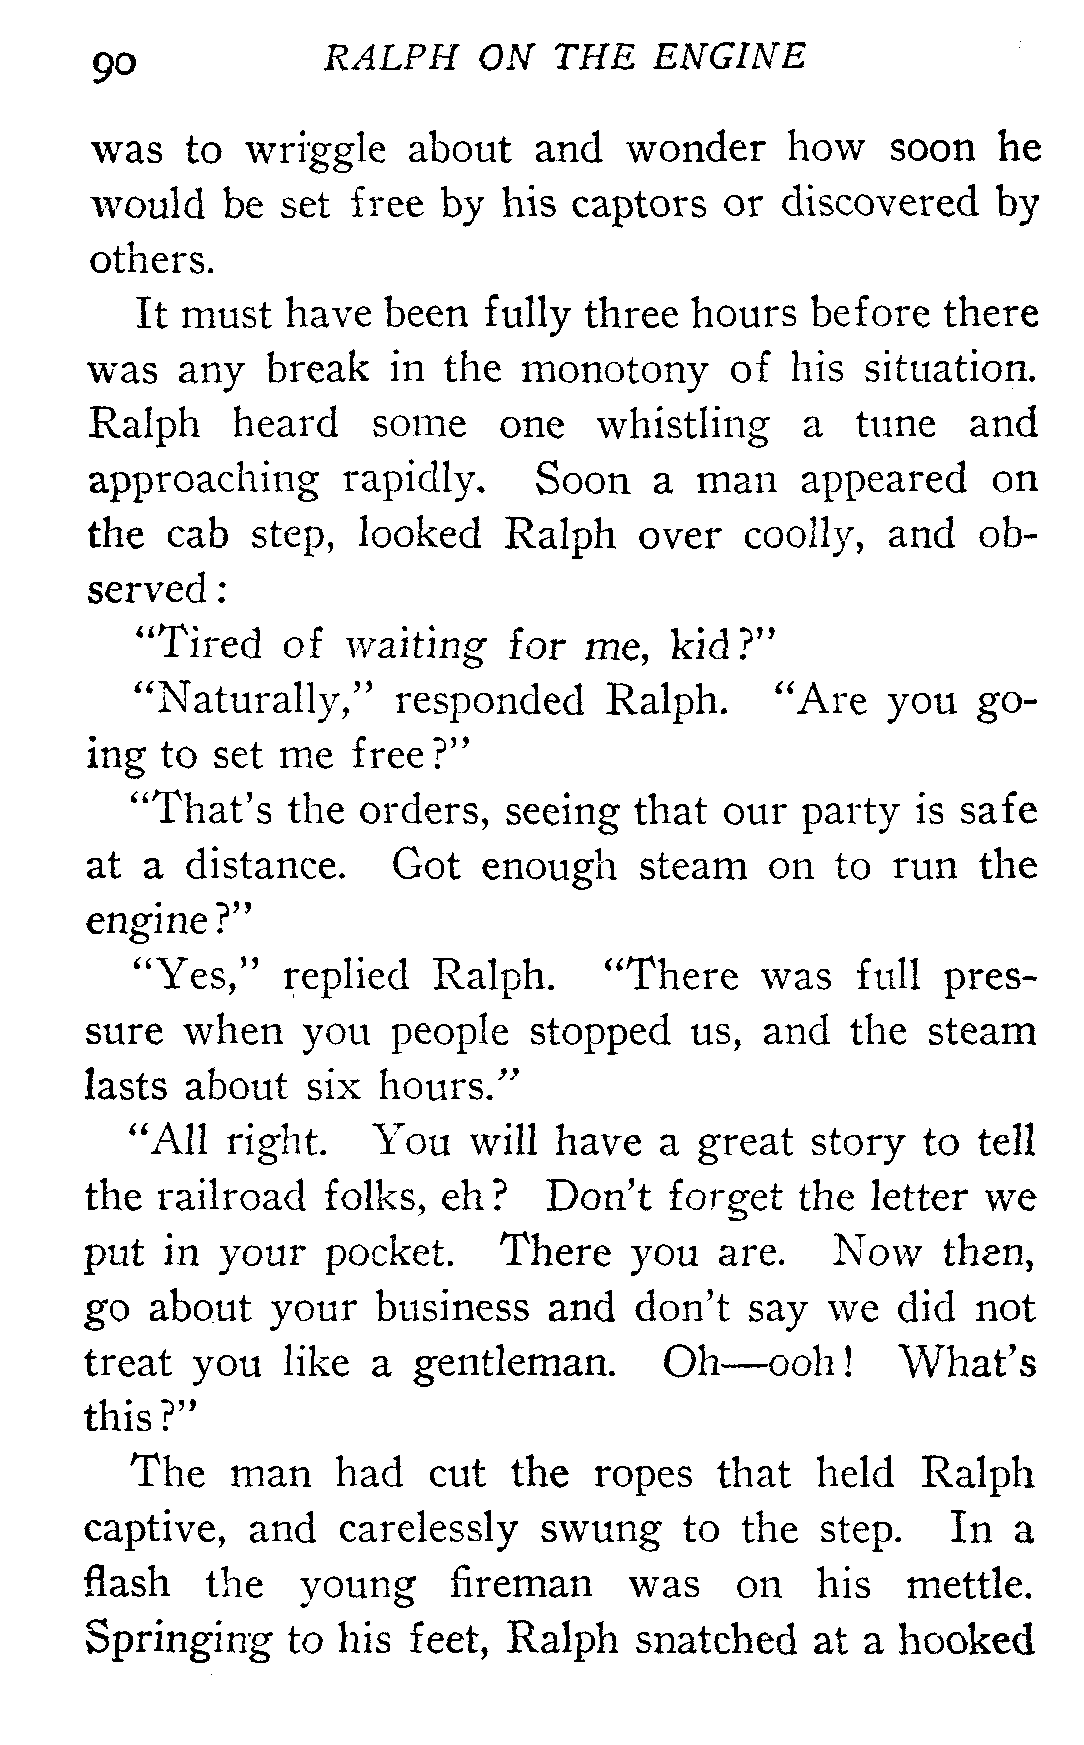 90 RALPH ON THE ENGINE
was to wriggle about and wonder how soon he
would be set free by his captors or discovered by
others.
It must have been fully three hours before there
was any break in the monotony of his situation.
Ralph heard some one whistling a tune and
approaching rapidly. Soon a man appeared on
the cab step, looked Ralph over coolly, and ob-
served:
“Tired of waiting for me, kid?”
“Naturally,” responded Ralph. “Are you go-
ing to set me free?”
“That’s the orders, seeing that our party is safe
at a distance. Got enough steam on to run the
engine?”
“Yes,” replied Ralph. “There was full pres-
sure when you people stopped us, and the steam
lasts about six hours.”
“All right. You will have a great story to tell
the railroad folks, eh? Don’t forget the letter we
put in your pocket. There you are. Now then,
go about your business and don’t say we did not
treat you like a gentleman. Oh—ooh! What’s
this?”
The man had cut the ropes that held Ralph
captive, and carelessly swung to the step. In a
flash the young fireman was on his mettle.
Springing to his feet, Ralph snatched at a hooked